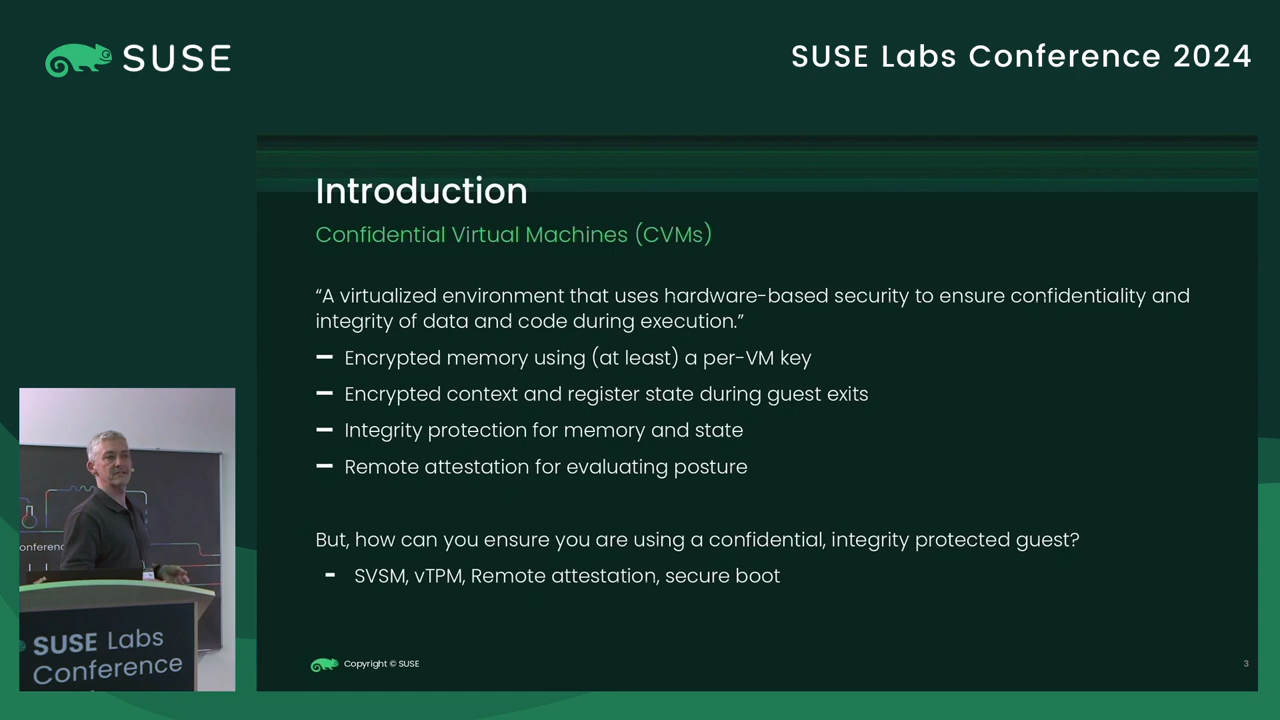 SUSE
SUSE Labs Conference 2024
Introduction
Confidential Virtual Machines (CVMs)
“A virtualized environment that uses hardware-based security to ensure confidentiality and
integrity of data and code during execution.”
Encrypted memory using (at least) a per-VM key
Encrypted context and register state during guest exits
Integrity protection for memory and state
Remote attestation for evaluating posture
But, how can you ensure you are using a confidential, integrity protected guest?
- SVSM, vTPM, Remote attestation, secure boot
Copyright © SUSE
3
SUSE Labs
Conference